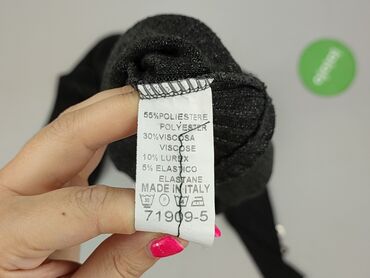 55%POLIESTERE
POLYESTER
30%VISCOSA
VISCOSE
10% LUREX
5% ELASTICO
ELASTANE
MADE IN ITALY
71909-5